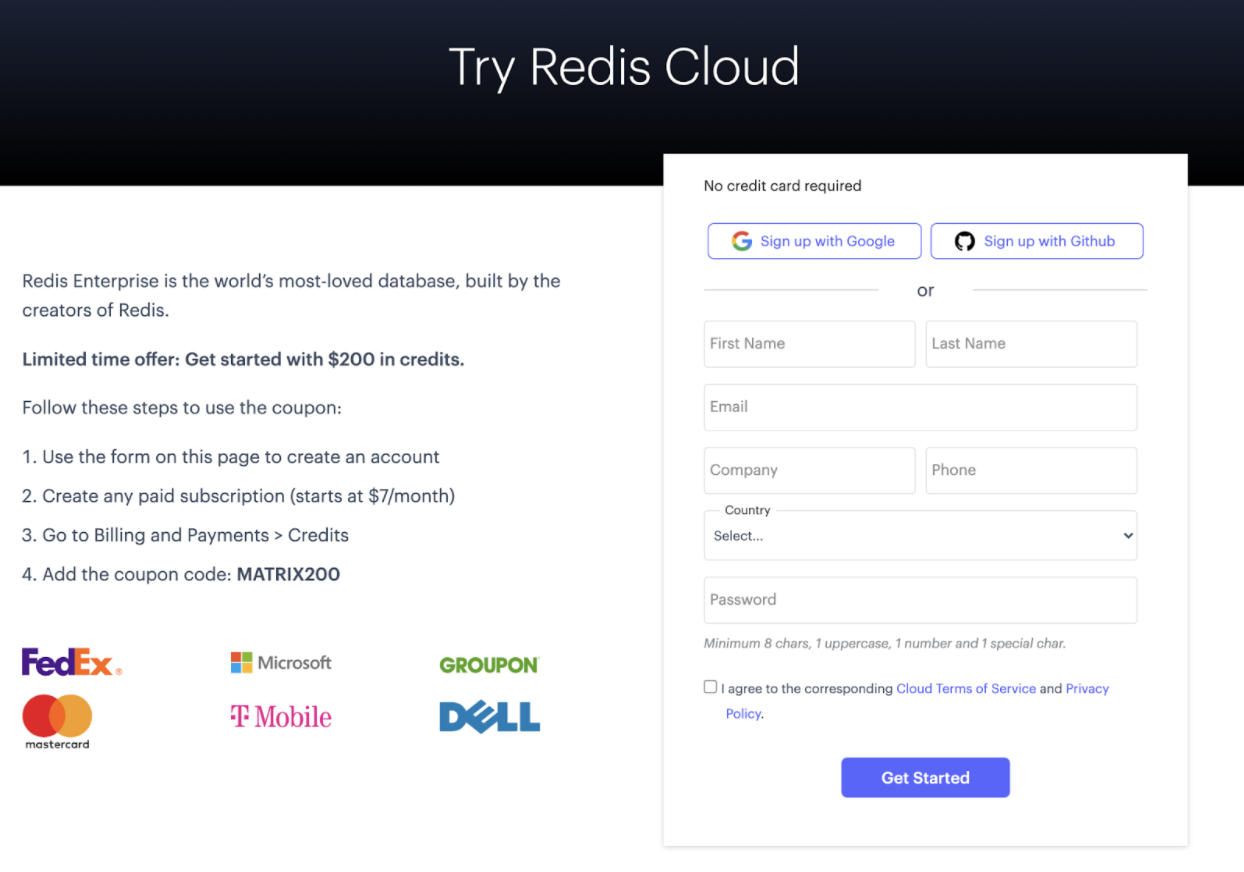 Try Redis Cloud
Redis Enterprise is the world’s most-loved database, built by the
creators of Redis.
Limited time offer: Get started with $200 in credits.
Follow these steps to use the coupon:
1. Use the form on this page to create an account
2. Create any paid subscription (starts at $7/month)
3. Go to Billing and Payments > Credits
4. Add the coupon code: MATRIX200
FedEx®
Microsoft
GROUPON
mastercard
T Mobile
DELL
No credit card required
Sign up with Google
Sign up with Github
or
First Name
Last Name
Email
Company
Phone
Country
Select...
Password
Minimum 8 chars, 1 uppercase, 1 number and 1 special char.
I agree to the corresponding Cloud Terms of Service and Privacy
Policy.
Get Started